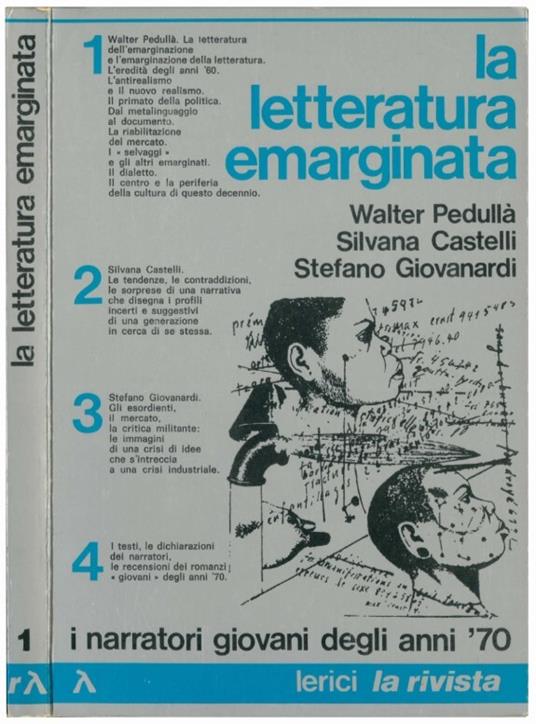 la letteratura emarginata
1
rλ
1
Walter Pedullà. La letteratura
dell'emarginazione
e l'emarginazione della letteratura.
L'eredità degli anni '60.
L'antirealismo
e il nuovo realismo.
Il primato della politica.
Dal metalinguaggio
al documento.
La riabilitazione
del mercato.
I « selvaggi »
e gli altri emarginati.
Il dialetto.
Il centro e la periferia
della cultura di questo decennio.
la
letteratura
emarginata
Walter Pedullà
Silvana Castelli
Stefano Giovanardi
2
Silvana Castelli.
Le tendenze, le contraddizioni,
le sorprese di una narrativa
che disegna i profili
incerti e suggestivi
di una generazione
in cerca di se stessa.
3
Stefano Giovanardi.
Gli esordienti,
il mercato,
la critica militante:
le immagini
di una crisi di idee
che s'intreccia
a una crisi industriale.
4
I testi, le dichiarazioni
dei narratori,
le recensioni dei romanzi
« giovani » degli anni '70.
max ernst
i narratori giovani degli anni '70
λ
lerici la rivista